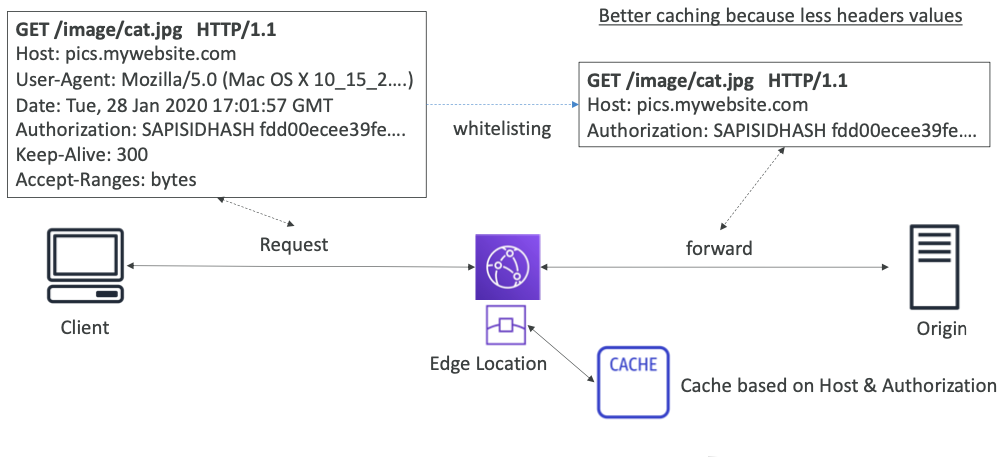 Better caching because less headers values
GET /image/cat.jpg HTTP/1.1
Host: pics.mywebsite.com
User-Agent: Mozilla/5.0 (Mac OS X 10_15_2….)
Date: Tue, 28 Jan 2020 17:01:57 GMT
Authorization: SAPISIDHASH fdd00ecee39fe….
Keep-Alive: 300
Accept-Ranges: bytes
whitelisting
GET /image/cat.jpg HTTP/1.1
Host: pics.mywebsite.com
Authorization: SAPISIDHASH fdd00ecee39fe….
Request
forward
Client
Origin
Edge Location
CACHE
Cache based on Host & Authorization